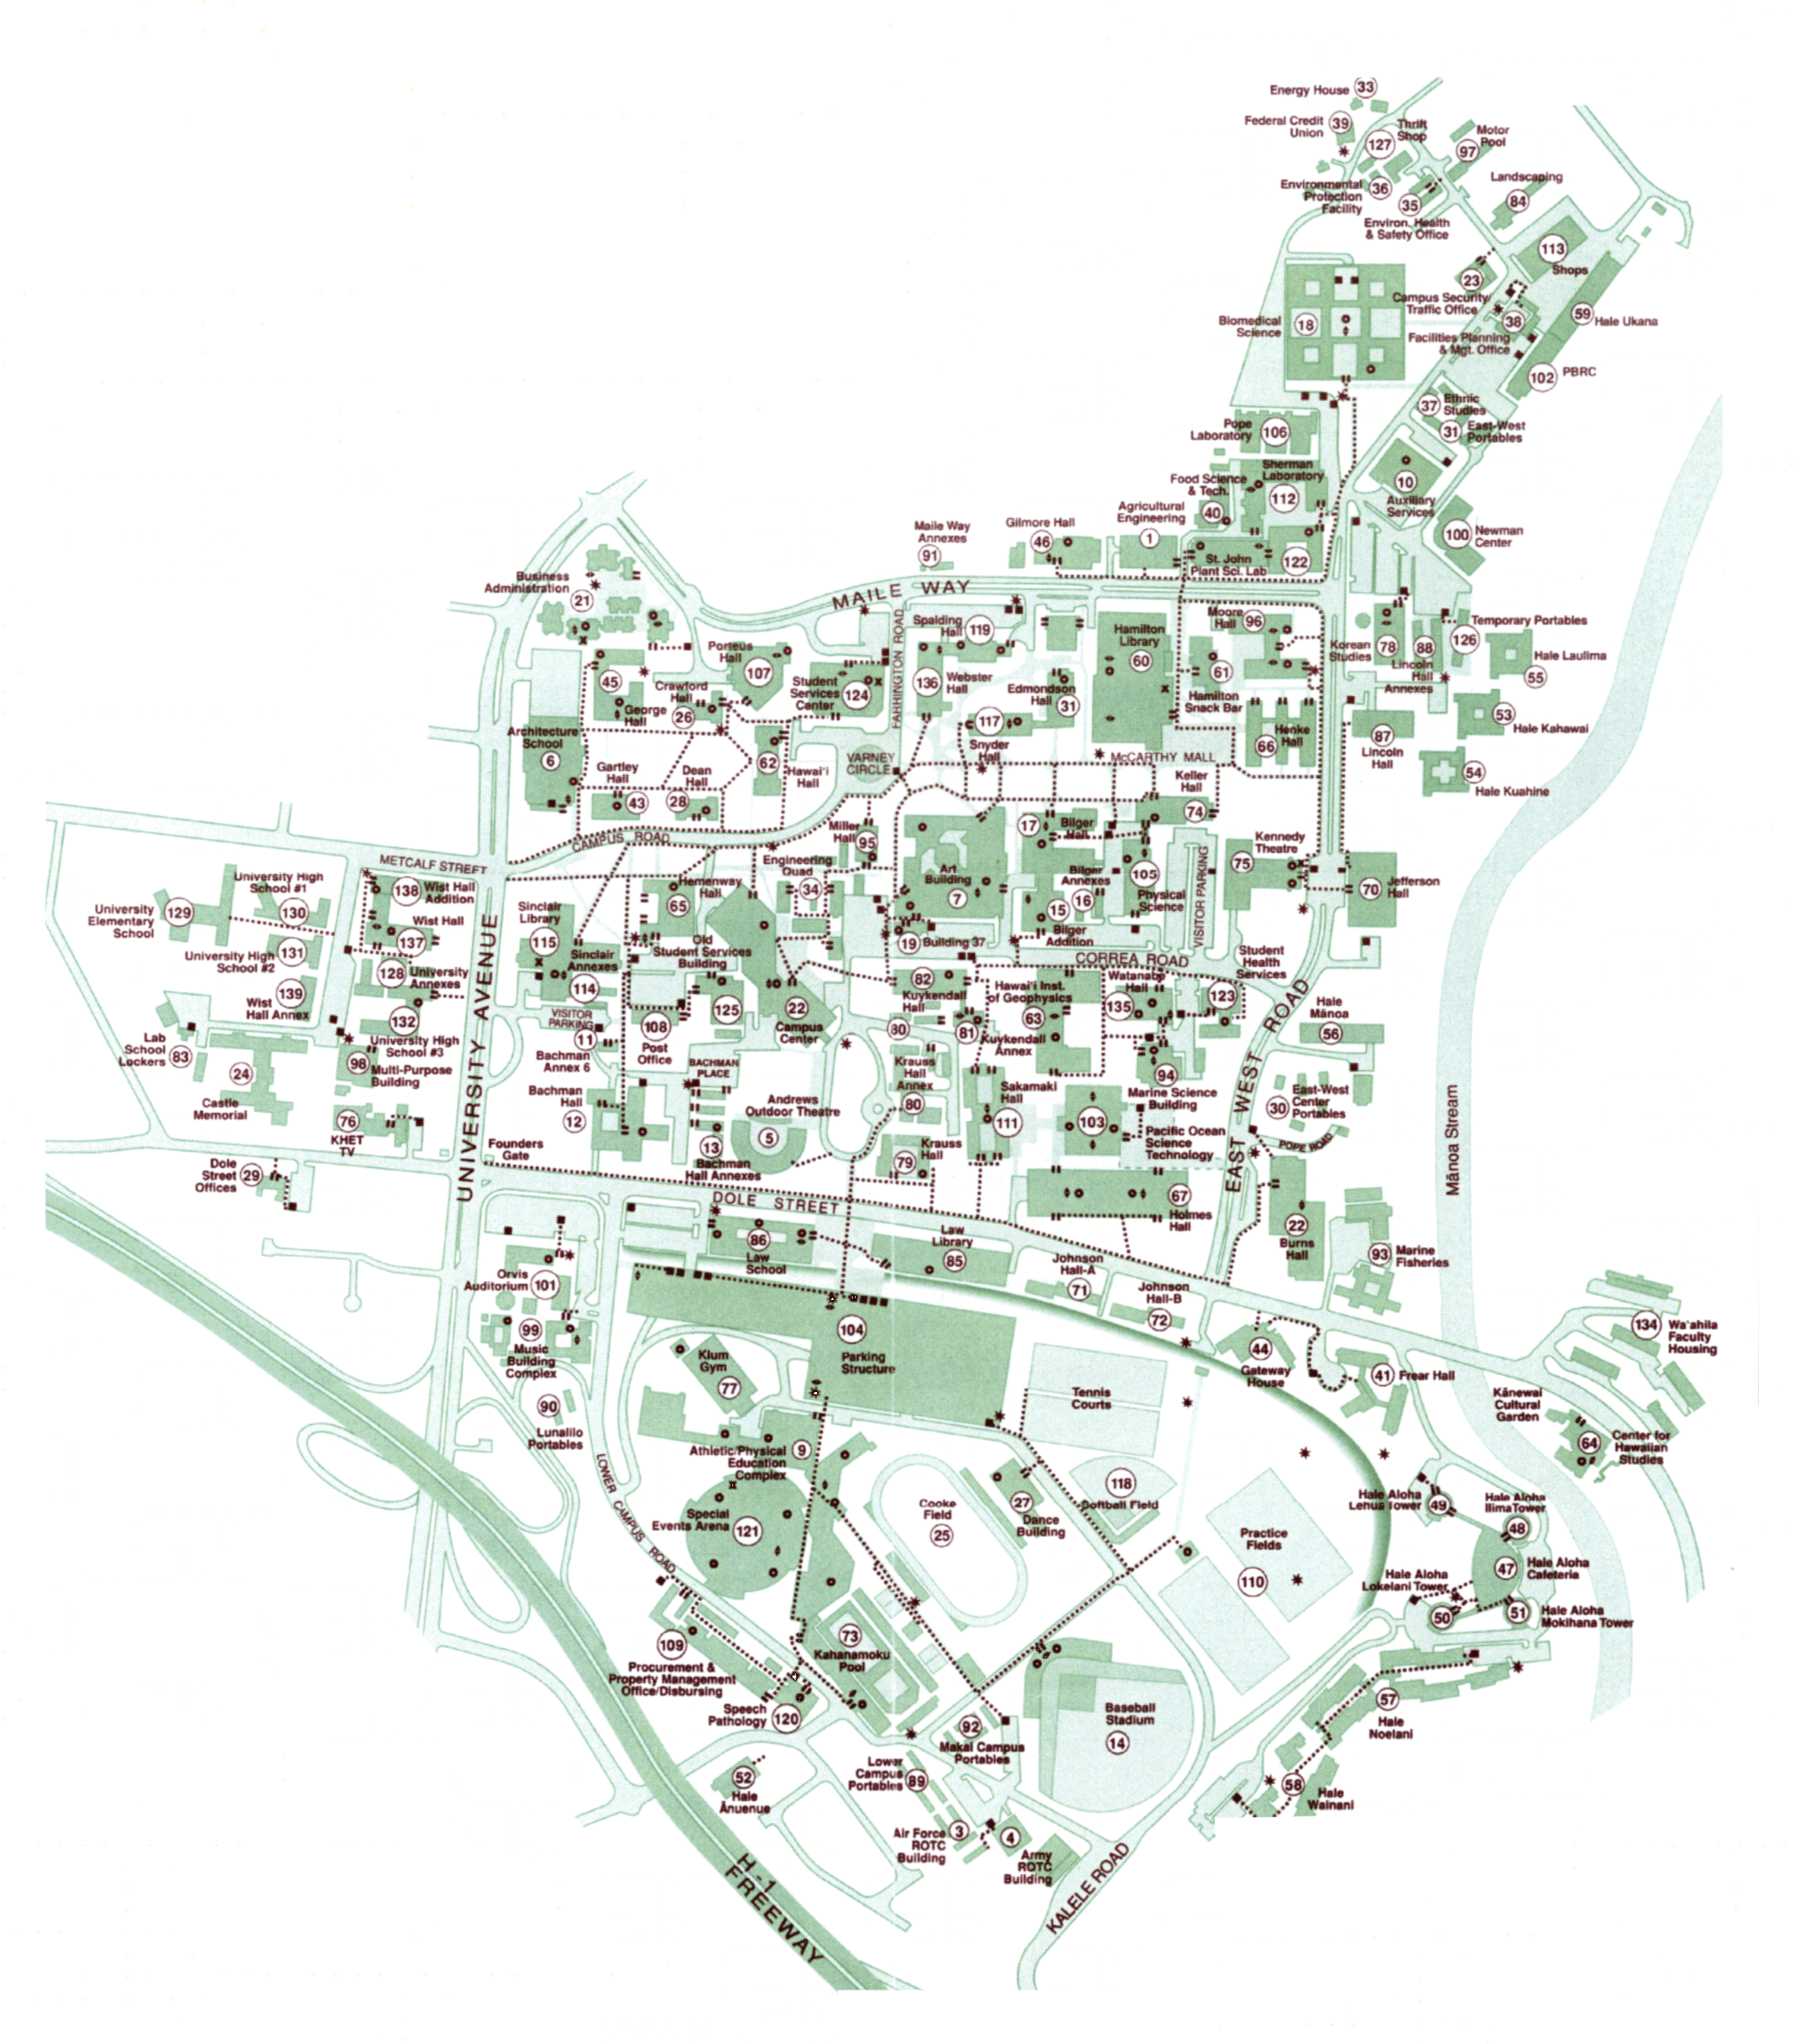 Energy House 33
Federal Credit
Union 39
127 Thrift
Shop
97 Motor
Pool
Environmental
Protection
Facility 36
35
Environ. Health
& Safety Office
Landscaping
84
113
Shops
23
Campus Security/
Traffic Office
38
Facilities Planning
& Mgt. Office
59 Hale Ukana
102 PBRC
Biomedical
Science 18
37 Ethnic
Studies
31 East-West
Portables
Pope
Laboratory 106
Sherman
Laboratory
112
Food Science
& Tech.
40
10
Auxiliary
Services
100 Newman
Center
Agricultural
Engineering
1
Gilmore Hall
46
Maile Way
Annexes
91
St. John
Plant Sci. Lab 122
Business
Administration
21
MAILE WAY
FARRINGTON ROAD
Spalding
Hall 119
Hamilton
Library
60
Moore
Hall 96
61
Hamilton
Snack Bar
Korean
Studies 78
88
Lincoln
Hall
Annexes
126 Temporary Portables
Hale Laulima
55
53
Hale Kahawai
54
Hale Kuahine
87
Lincoln
Hall
Porteus
Hall
107
Student
Services
Center 124
136 Webster
Hall
Edmondson
Hall 31
117
Snyder
Hall
66 Henke
Hall
45
George
Hall
Crawford
Hall
26
Architecture
School
6
62
Hawai'i
Hall
VARNEY
CIRCLE
McCARTHY MALL
Gartley
Hall
43
Dean
Hall
28
Keller
Hall
74
Miller
Hall 95
17 Bilger
Hall
Kennedy
Theatre
75
CAMPUS ROAD
METCALF STREET
Engineering
Quad
34
Art
Building
7
Bilger
Annexes
16
105
Physical
Science
VISITOR PARKING
70 Jefferson
Hall
University High
School #1
130
138 Wist Hall
Addition
University
Elementary
School 129
Wist Hall
137
Hemenway
Hall
65
Sinclair
Library
115
15
Bilger
Addition
19 Building 37
University High
School #2 131
128 University
Annexes
Sinclair
Annexes
114
Old
Student Services
Building
125
CORREA ROAD
Student
Health
Services
123
139
Wist
Hall Annex
132
University High
School #3
UNIVERSITY AVENUE
VISITOR
PARKING
11
Bachman
Annex 6
108
Post
Office
22
Campus
Center
82
Kuykendall
Hall
Hawai'i Inst.
of Geophysics
63
Watanabe
Hall
135
Hale
Mānoa
56
Lab
School
Lockers 83
24
Castle
Memorial
98
Multi-Purpose
Building
80
81
Kuykendall
Annex
BACHMAN
PLACE
Krauss
Hall
Annex
80
94
Marine Science
Building
EAST WEST ROAD
30 East-West
Center
Portables
Mānoa Stream
76
KHET
TV
Bachman
Hall
12
Andrews
Outdoor Theatre
5
Sakamaki
Hall
111
103
Pacific Ocean
Science
Technology
POPE ROAD
Founders
Gate
13
Bachman
Hall Annexes
79 Krauss
Hall
Dole
Street
Offices 29
DOLE STREET
67
Holmes
Hall
22
Burns
Hall
93 Marine
Fisheries
86
Law
School
Law
Library
85
Johnson
Hall-A
71
Johnson
Hall-B
72
Orvis
Auditorium 101
99
Music
Building
Complex
104
Parking
Structure
44
Gateway
House
41 Frear Hall
134 Wa'ahila
Faculty
Housing
Klum
Gym
77
Tennis
Courts
90
Lunalilo
Portables
Kānewai
Cultural
Garden
64 Center for
Hawaiian
Studies
Athletic/Physical
Education
Complex 9
LOWER CAMPUS ROAD
Special
Events Arena 121
Cooke
Field
25
27
Dance
Building
118
Softball Field
Practice
Fields
110
Hale Aloha
Lehua Tower 49
Hale Aloha
Ilima Tower
48
47 Hale Aloha
Cafeteria
Hale Aloha
Lokelani Tower
50
51 Hale Aloha
Mokihana Tower
109
Procurement &
Property Management
Office/Disbursing
73
Kahanamoku
Pool
Speech
Pathology 120
92
Makai Campus
Portables
Baseball
Stadium
14
57
Hale
Noelani
52
Hale
Ānuenue
Lower
Campus
Portables 89
58 Hale
Wainani
Air Force
ROTC
Building 3
4
Army
ROTC
Building
H-1
FREEWAY
KALELE ROAD